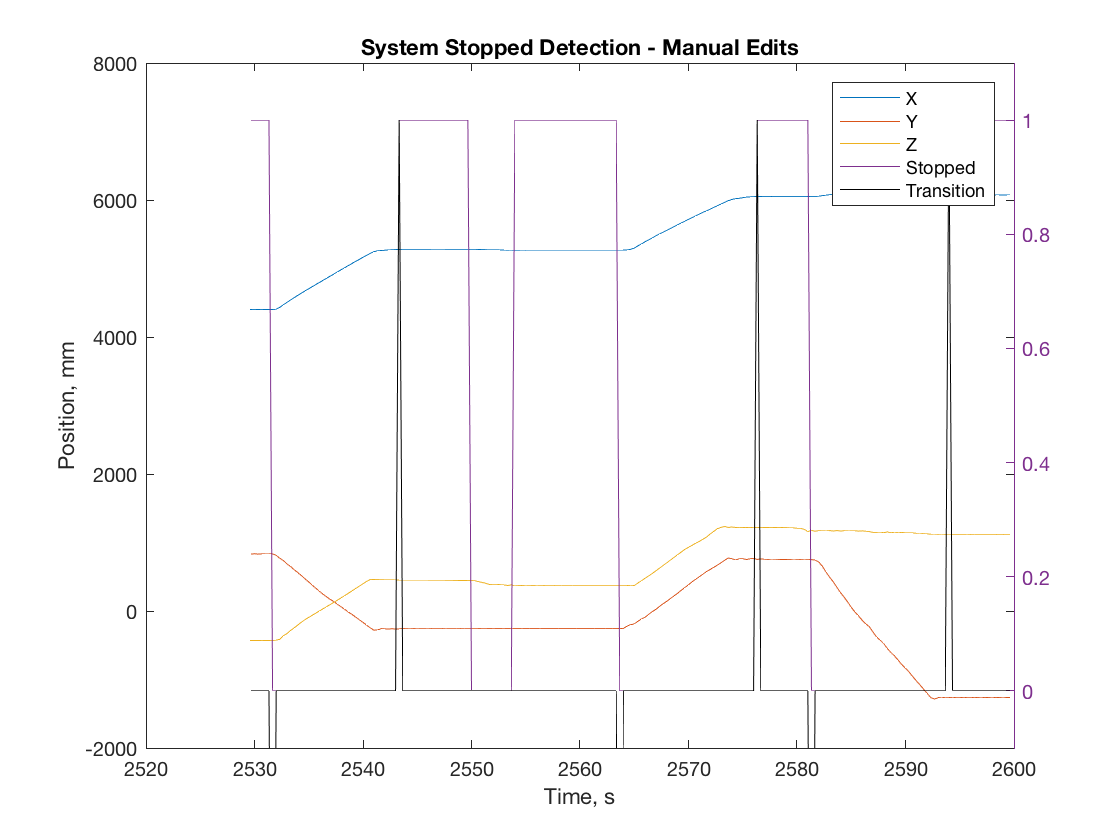 System Stopped Detection - Manual Edits
8000
6000
4000
2000
0
-2000
Position, mm
2520
2530
2540
2550
2560
2570
2580
2590
2600
Time, s
1
0.8
0.6
0.4
0.2
0
X
Y
Z
Stopped
Transition